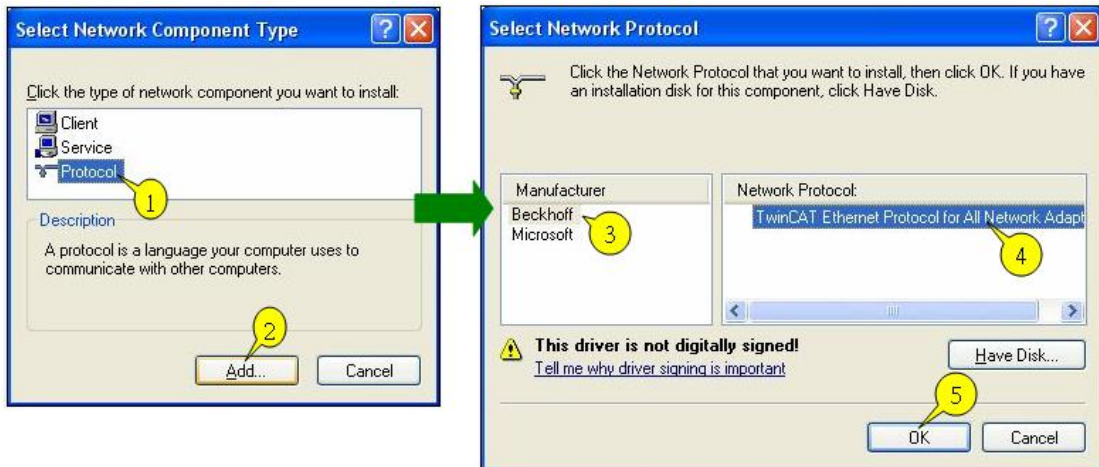 Select Network Component Type
Click the type of network component you want to install:
Client
Service
Protocol
1
Description
A protocol is a language your computer uses to
communicate with other computers.
2
Add...
Cancel
Select Network Protocol
Click the Network Protocol that you want to install, then click OK. If you have
an installation disk for this component, click Have Disk.
Manufacturer
Beckhoff
Microsoft
3
Network Protocol:
TwinCAT Ethernet Protocol for All Network Adapt
4
This driver is not digitally signed!
Tell me why driver signing is important
Have Disk...
5
OK
Cancel